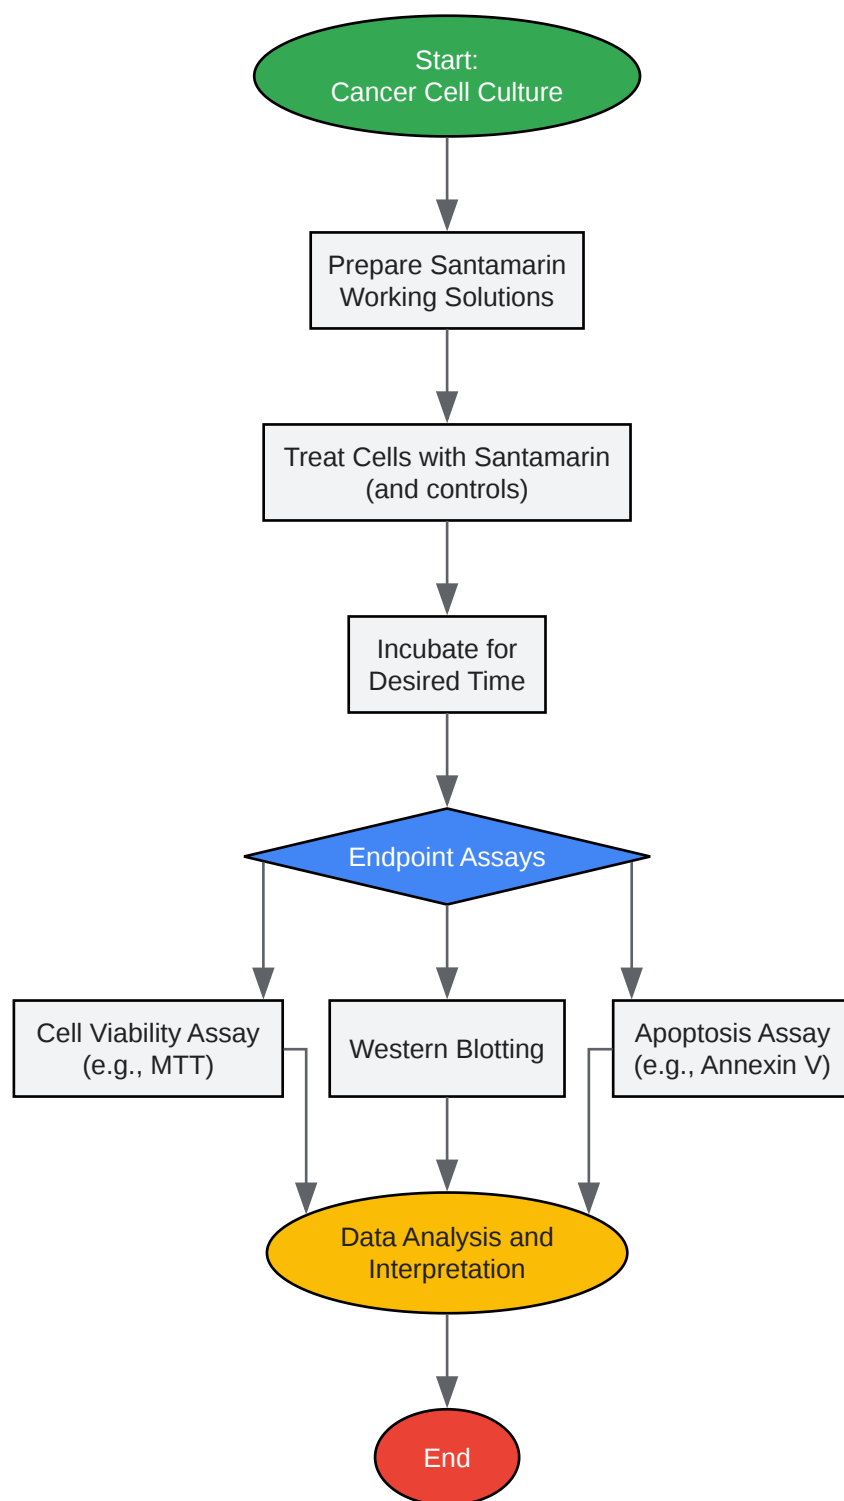 Start:
Cancer Cell Culture
Prepare Santamarin
Working Solutions
Treat Cells with Santamarin
(and controls)
Incubate for
Desired Time
Endpoint Assays
Cell Viability Assay
(e.g., MTT)
Western Blotting
Apoptosis Assay
(e.g., Annexin V)
Data Analysis and
Interpretation
End